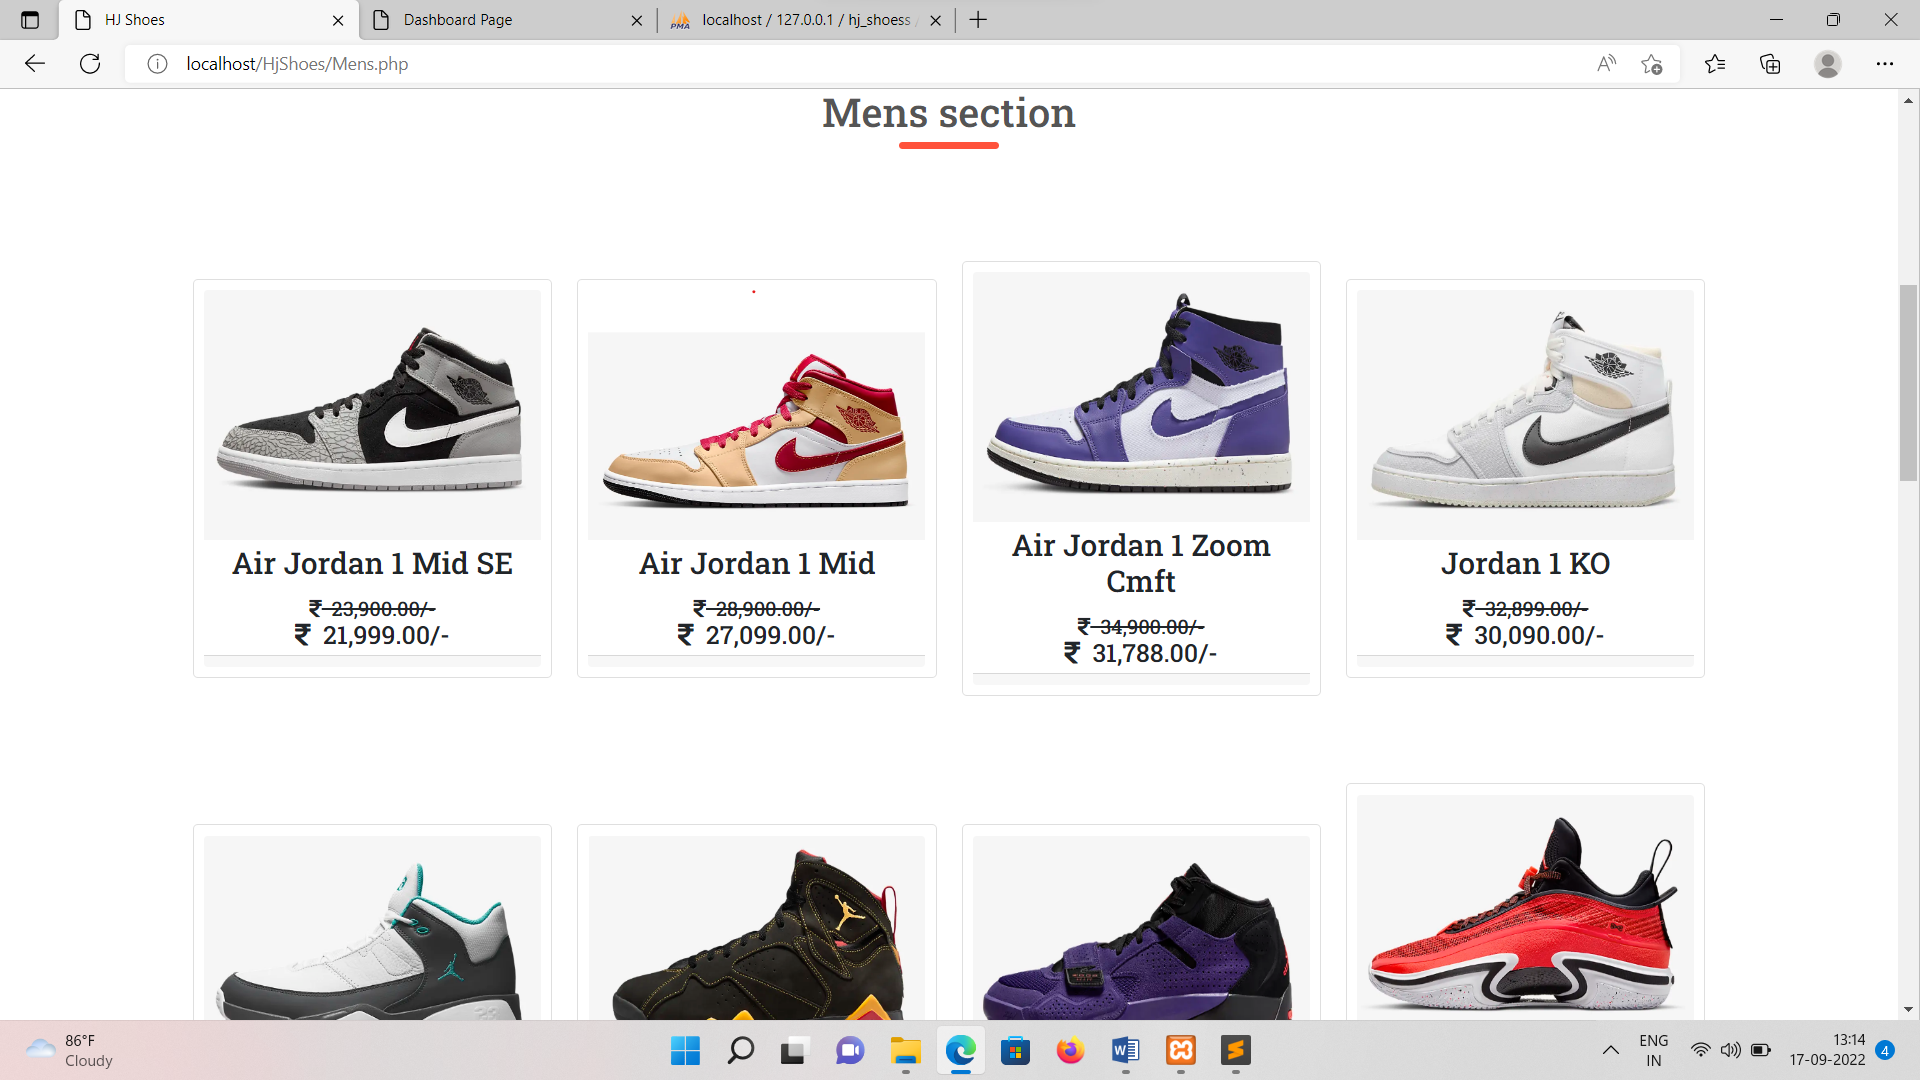 HJ Shoes
Dashboard Page
localhost / 127.0.0.1 / hj_shoess /
PMA
localhost/HjShoes/Mens.php
Mens section
Air Jordan 1 Mid SE
₹ 23,900.00/-
₹ 21,999.00/-
Air Jordan 1 Mid
₹ 28,900.00/-
₹ 27,099.00/-
Air Jordan 1 Zoom
Cmft
₹ 34,900.00/-
₹ 31,788.00/-
Jordan 1 KO
₹ 32,899.00/-
₹ 30,090.00/-
86°F
Cloudy
ENG
IN
13:14
17-09-2022
4